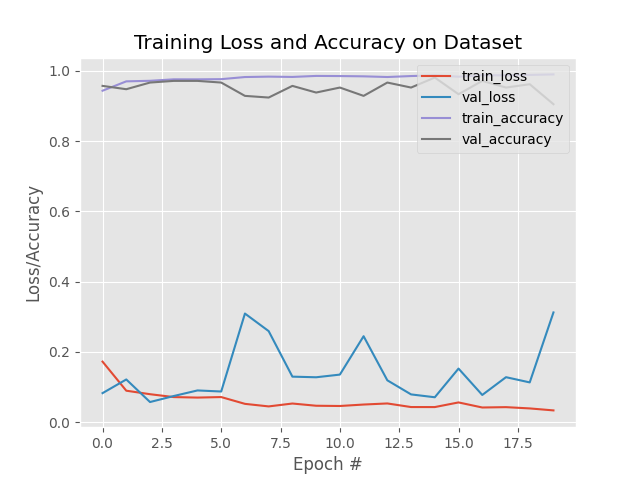 Training Loss and Accuracy on Dataset
1.0
0.8
0.6
0.4
0.2
0.0
Loss/Accuracy
train_loss
val_loss
train_accuracy
val_accuracy
0.0 2.5 5.0 7.5 10.0 12.5 15.0 17.5
Epoch #